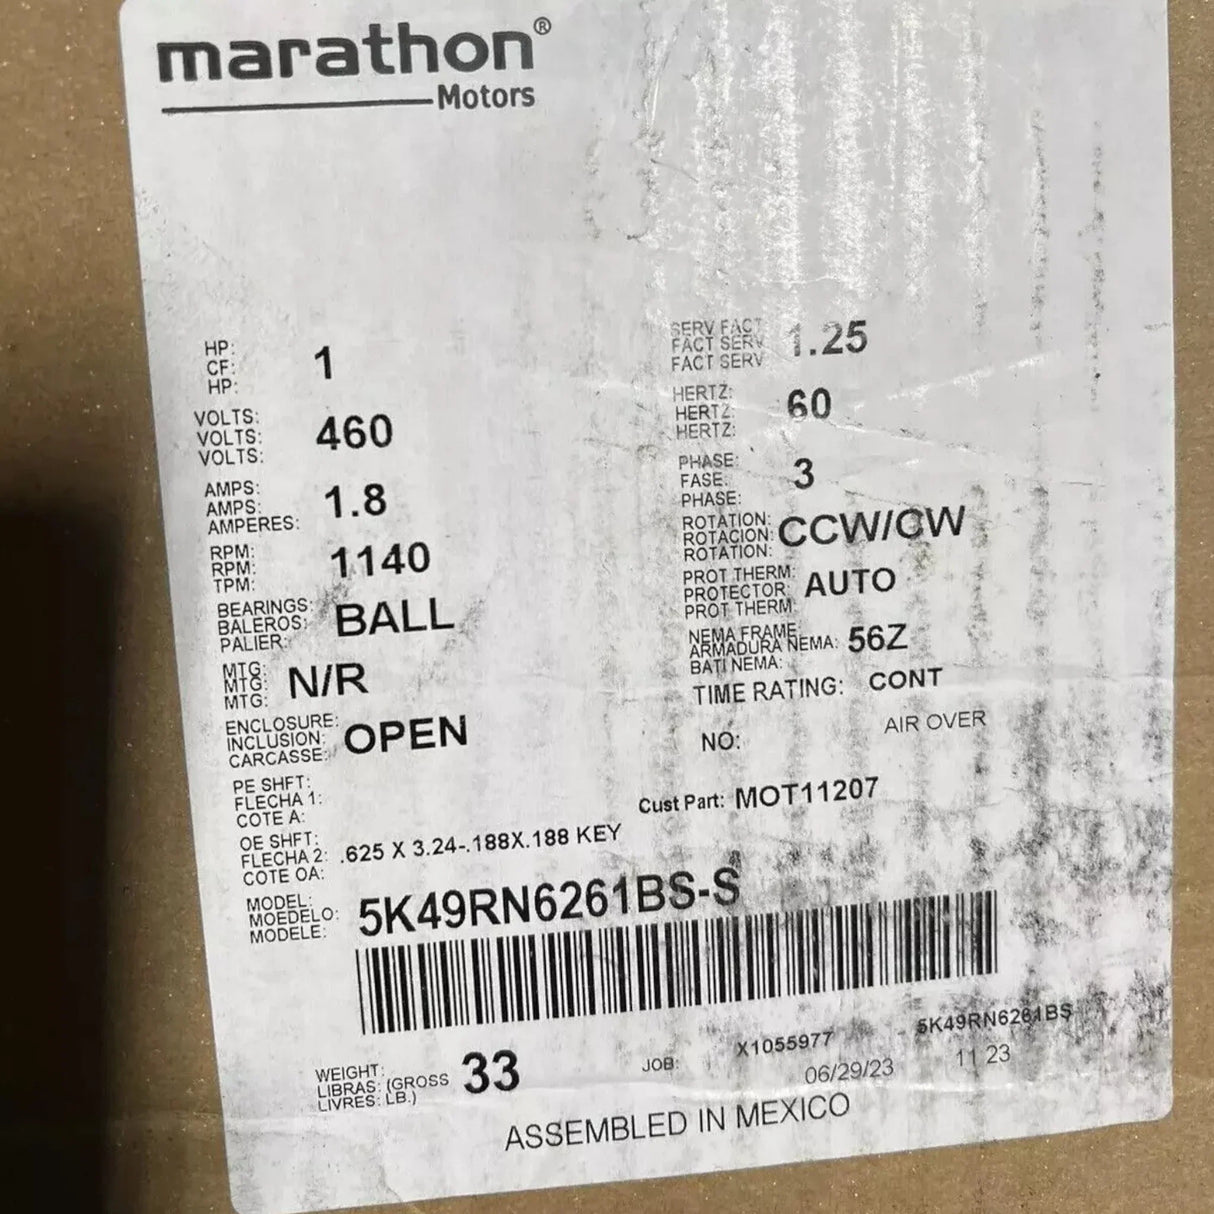 marathon®
Motors
HP:
CF: 1
HP:
SERV FACT
FACT SERV 1.25
FACT SERV
VOLTS:
VOLTS: 460
VOLTS:
HERTZ:
HERTZ: 60
HERTZ:
AMPS:
AMPS: 1.8
AMPERES:
PHASE:
FASE: 3
PHASE:
RPM:
RPM: 1140
TPM:
ROTATION:
ROTACION: CCW/CW
ROTATION:
BEARINGS:
BALEROS: BALL
PALIER:
PROT THERM:
PROTECTOR: AUTO
PROT THERM:
MTG:
MTG: N/R
MTG:
NEMA FRAME
ARMADURA NEMA: 56Z
BATI NEMA:
TIME RATING: CONT
ENCLOSURE:
INCLUSION: OPEN
CARCASSE:
NO: AIR OVER
PE SHFT:
FLECHA 1:
COTE A:
Cust Part: MOT11207
OE SHFT:
FLECHA 2: .625 X 3.24-.188X.188 KEY
COTE OA:
MODEL:
MOEDELO: 5K49RN6261BS-S
MODELE:
WEIGHT:
LIBRAS: (GROSS 33
LIVRES: LB.)
JOB: X1055977 5K49RN6261BS
06/29/23 11 23
ASSEMBLED IN MEXICO